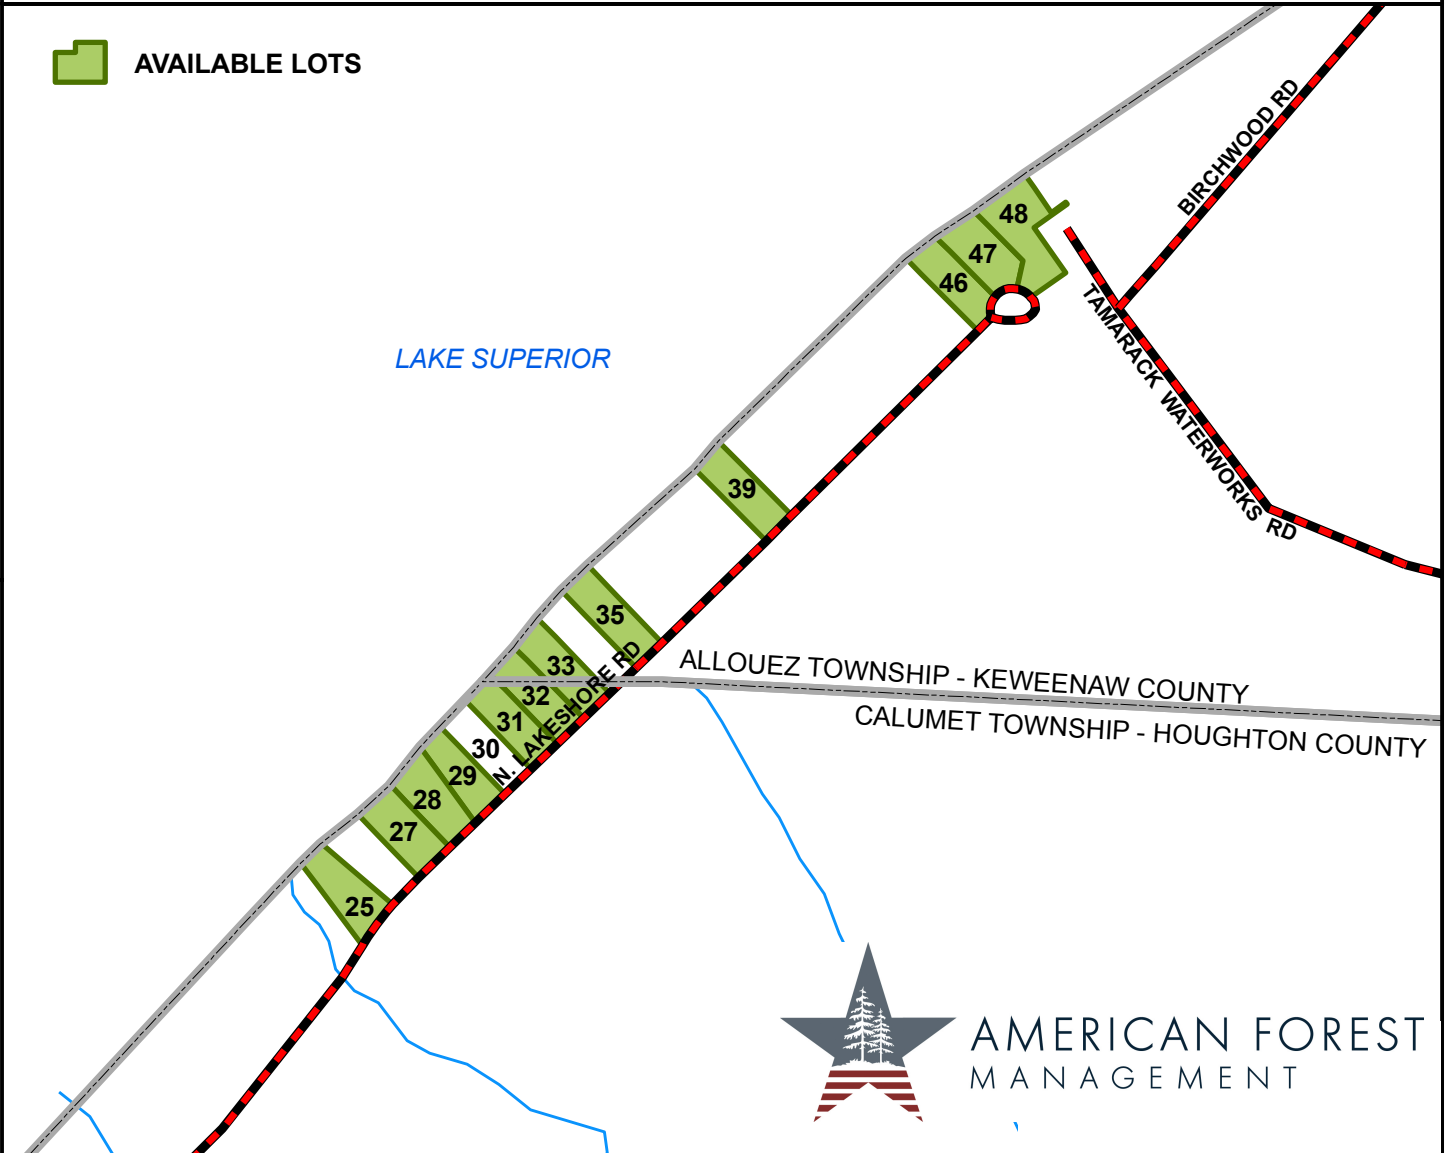 AVAILABLE LOTS
BIRCHWOOD RD
48
47
46
TAMARACK WATERWORKS RD
LAKE SUPERIOR
39
35
33
32
31
30
29
28
27
25
N. LAKESHORE RD
ALLOUEZ TOWNSHIP - KEWEENAW COUNTY
CALUMET TOWNSHIP - HOUGHTON COUNTY
AMERICAN FOREST
MANAGEMENT